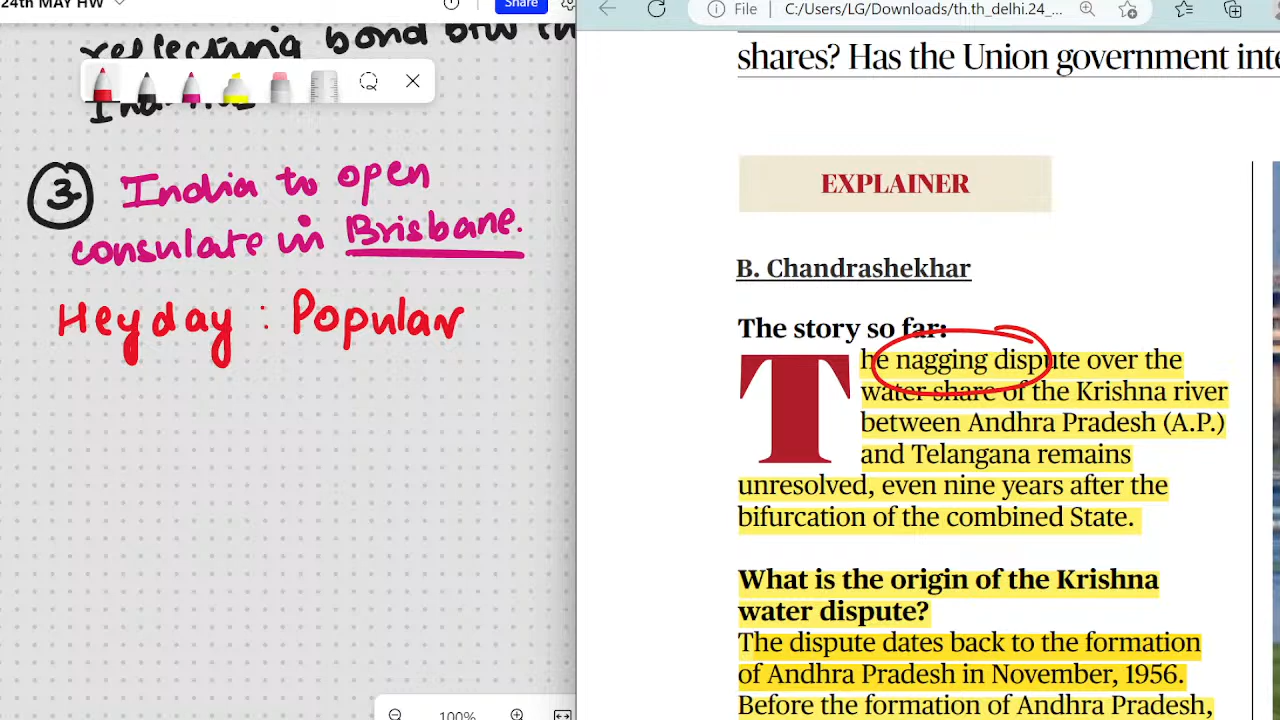 24th MAY HW
Share
reflecting bond btw
3 India to open
consulate in Brisbane.
Heyday : Popular
100%
File C:/Users/LG/Downloads/th.th_delhi.24_...
shares? Has the Union government inte
EXPLAINER
B. Chandrashekhar
The story so far:
The nagging dispute over the
water share of the Krishna river
between Andhra Pradesh (A.P.)
and Telangana remains
unresolved, even nine years after the
bifurcation of the combined State.
What is the origin of the Krishna
water dispute?
The dispute dates back to the formation
of Andhra Pradesh in November, 1956.
Before the formation of Andhra Pradesh,